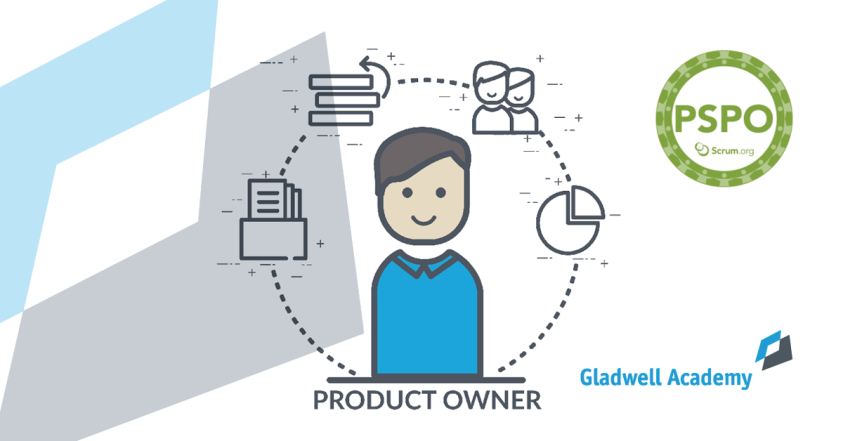 PSPO
Scrum.org
Gladwell Academy
PRODUCT OWNER